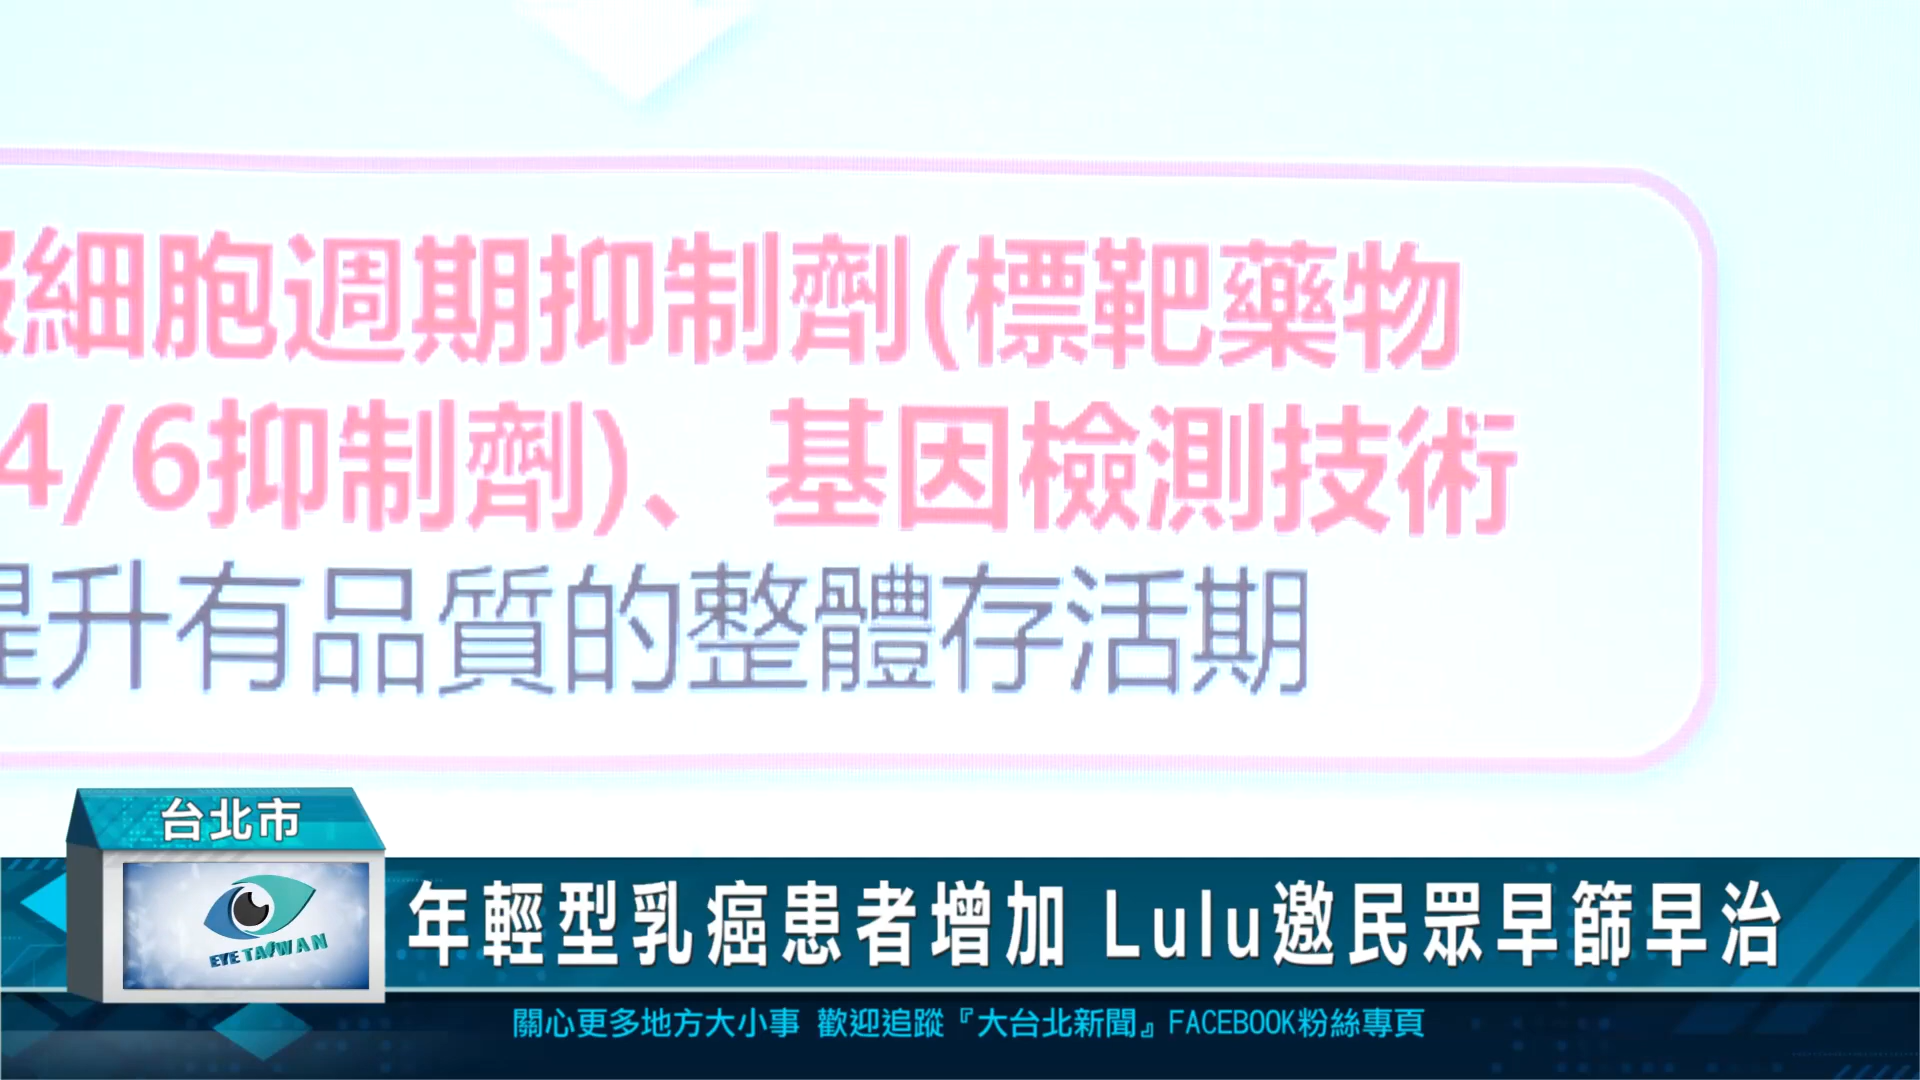 細胞週期抑制劑(標靶藥物
4/6抑制劑)、基因檢測技術
提升有品質的整體存活期
台北市
EYE TAIWAN
年輕型乳癌患者增加 Lulu邀民眾早篩早治
關心更多地方大小事 歡迎追蹤『大台北新聞』FACEBOOK粉絲專頁